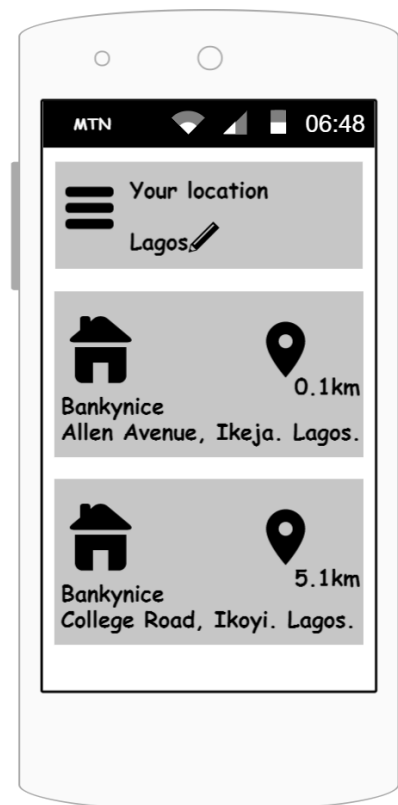 MTN 06:48
Your location
Lagos
0.1km
Bankynice
Allen Avenue, Ikeja. Lagos.
5.1km
Bankynice
College Road, Ikoyi. Lagos.